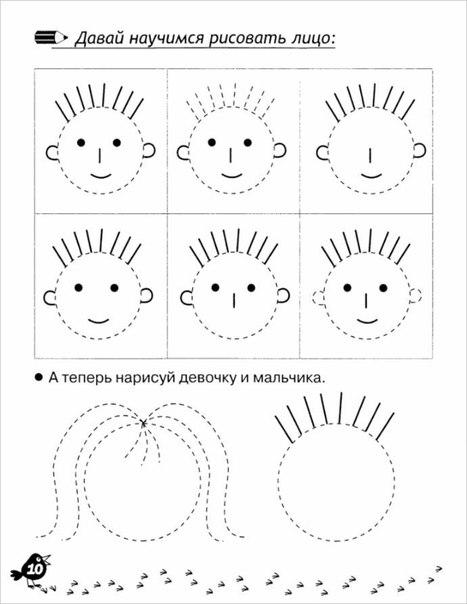 Давай научимся рисовать лицо:
А теперь нарисуй девочку и мальчика.
10